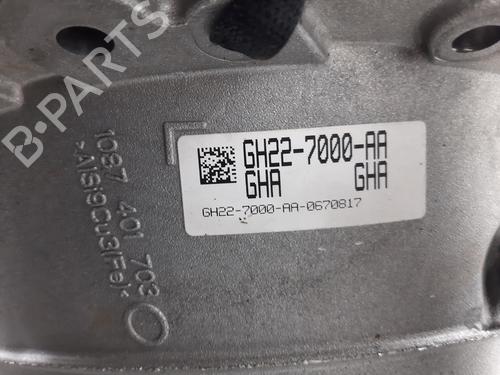 GH22-7000-AA
GHA GHA
GH22-7000-AA-0670817
1087 401 703
>AlSi9Cu3(Fe)<
B-PARTS